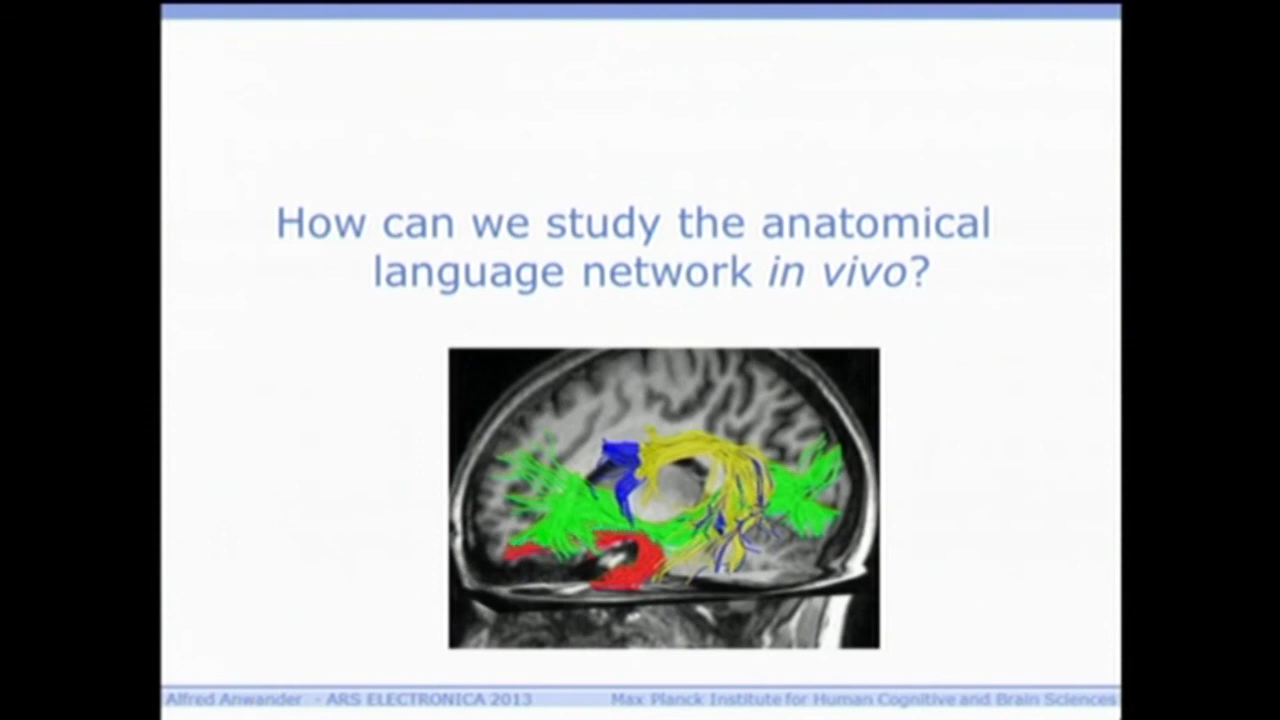 How can we study the anatomical
language network in vivo?
Alfred Anwander - ARS ELECTRONICA 2013 Max Planck Institute for Human Cognitive and Brain Sciences